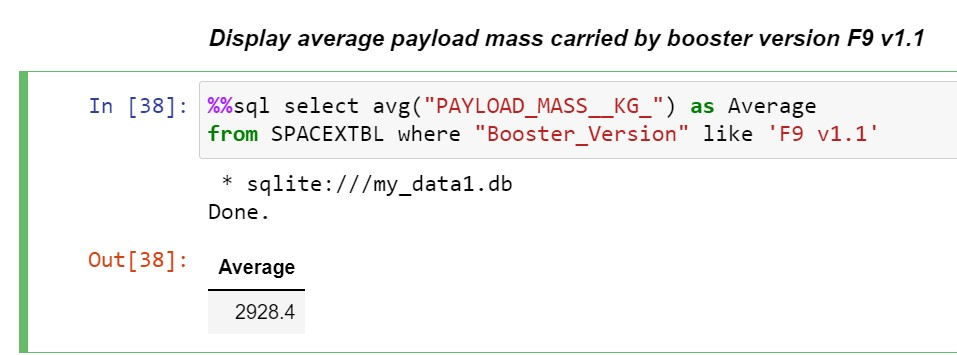 Display average payload mass carried by booster version F9 v1.1
In [38]: %%sql select avg("PAYLOAD_MASS__KG_") as Average
from SPACEXTBL where "Booster_Version" like 'F9 v1.1'
* sqlite:///my_data1.db
Done.
Out[38]: Average
2928.4